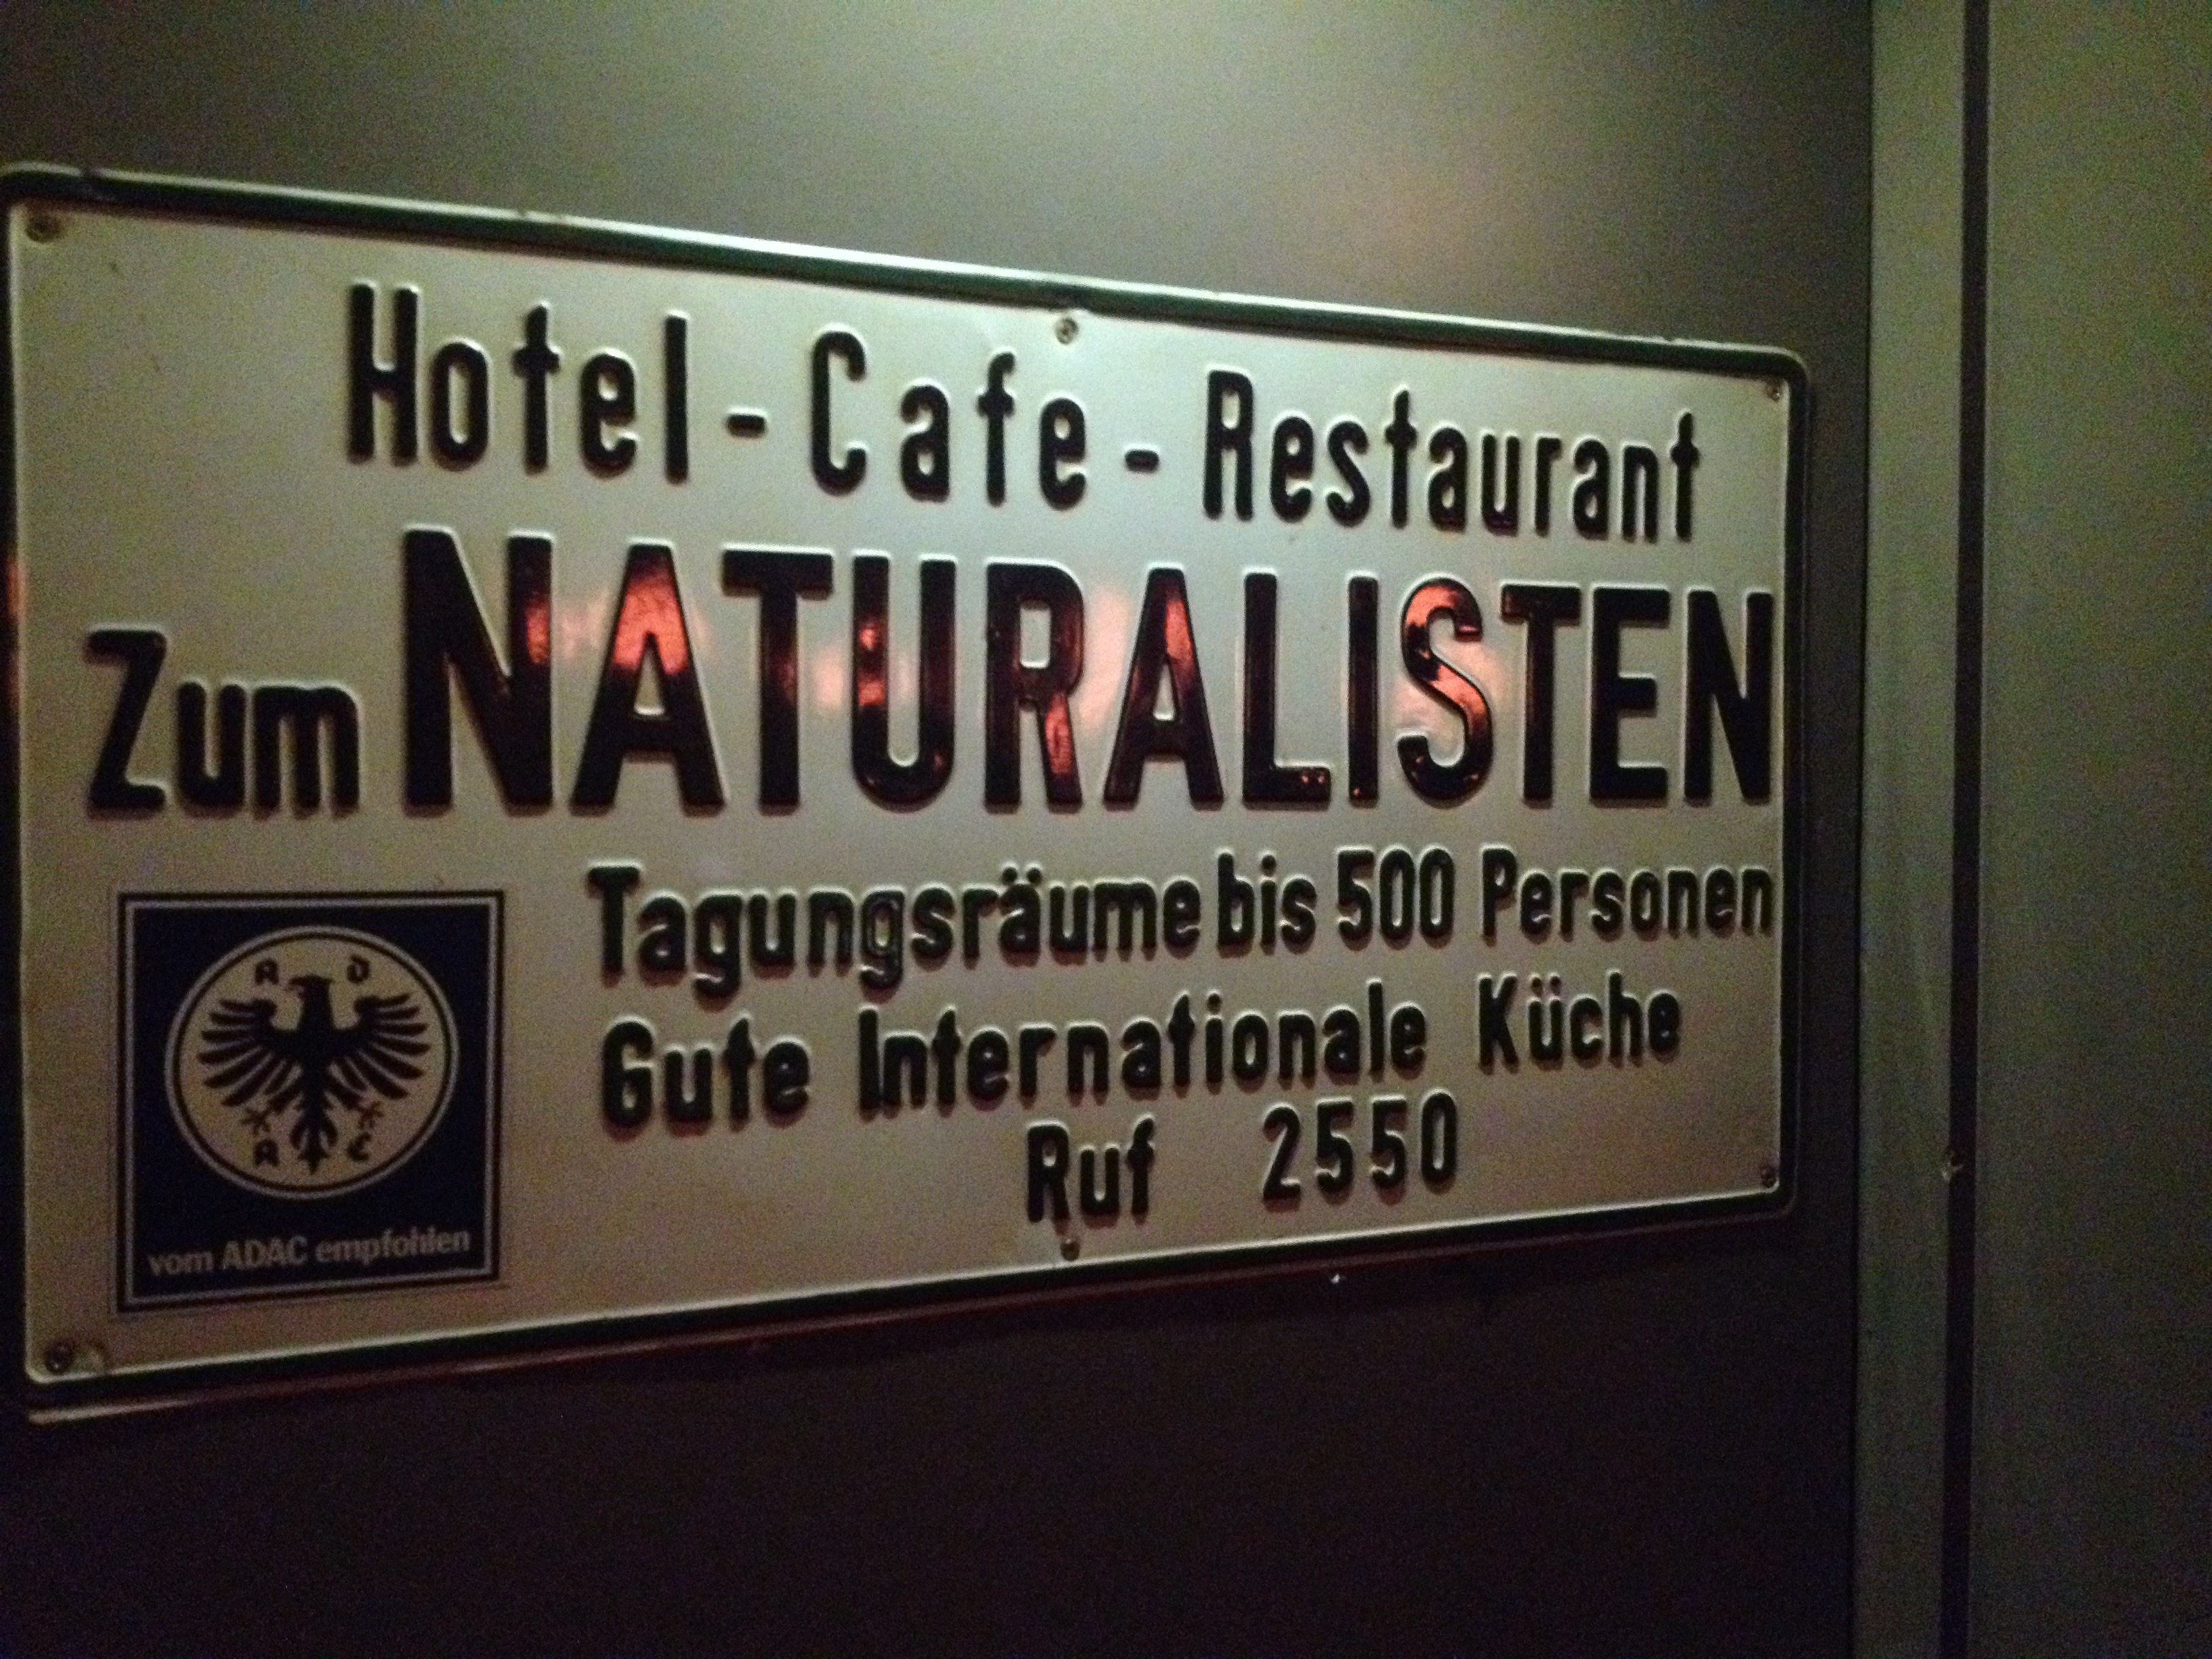 Hotel - Cafe - Restaurant
Zum NATURALISTEN
Tagungsräume bis 500 Personen
Gute Internationale Küche
Ruf 2550
A D
A C
vom ADAC empfohlen